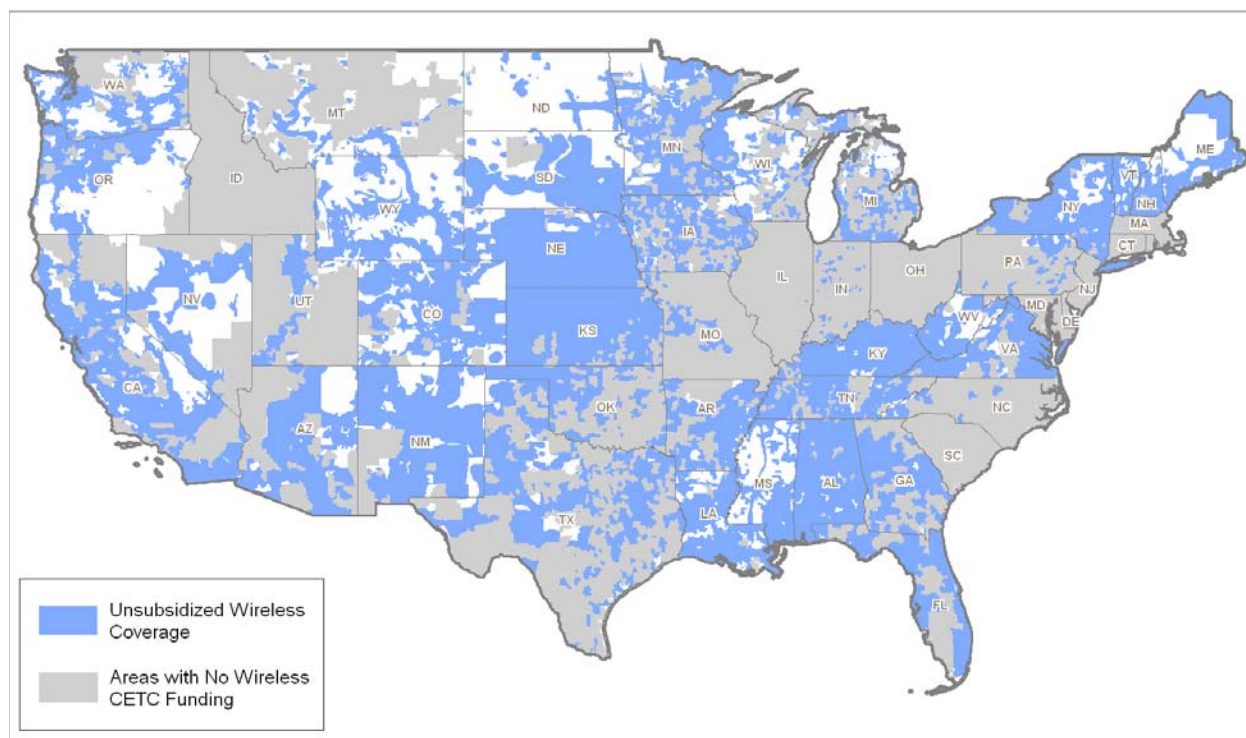 WA
MT
ND
MN
ME
OR
ID
SD
WI
VT
NH
WY
MI
NY
MA
CT
IA
NE
PA
NV
UT
CO
IL
IN
OH
NJ
MD
DE
KS
MO
WV
VA
CA
KY
AZ
NM
OK
AR
TN
NC
SC
MS
AL
GA
TX
LA
FL
Unsubsidized Wireless
Coverage
Areas with No Wireless
CETC Funding